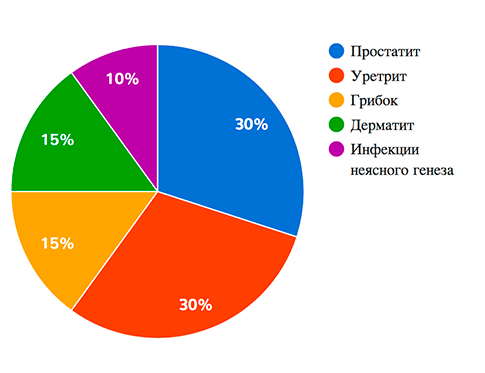 10%
30%
15%
15%
30%
Простатит
Уретрит
Грибок
Дерматит
Инфекции
неясного генеза